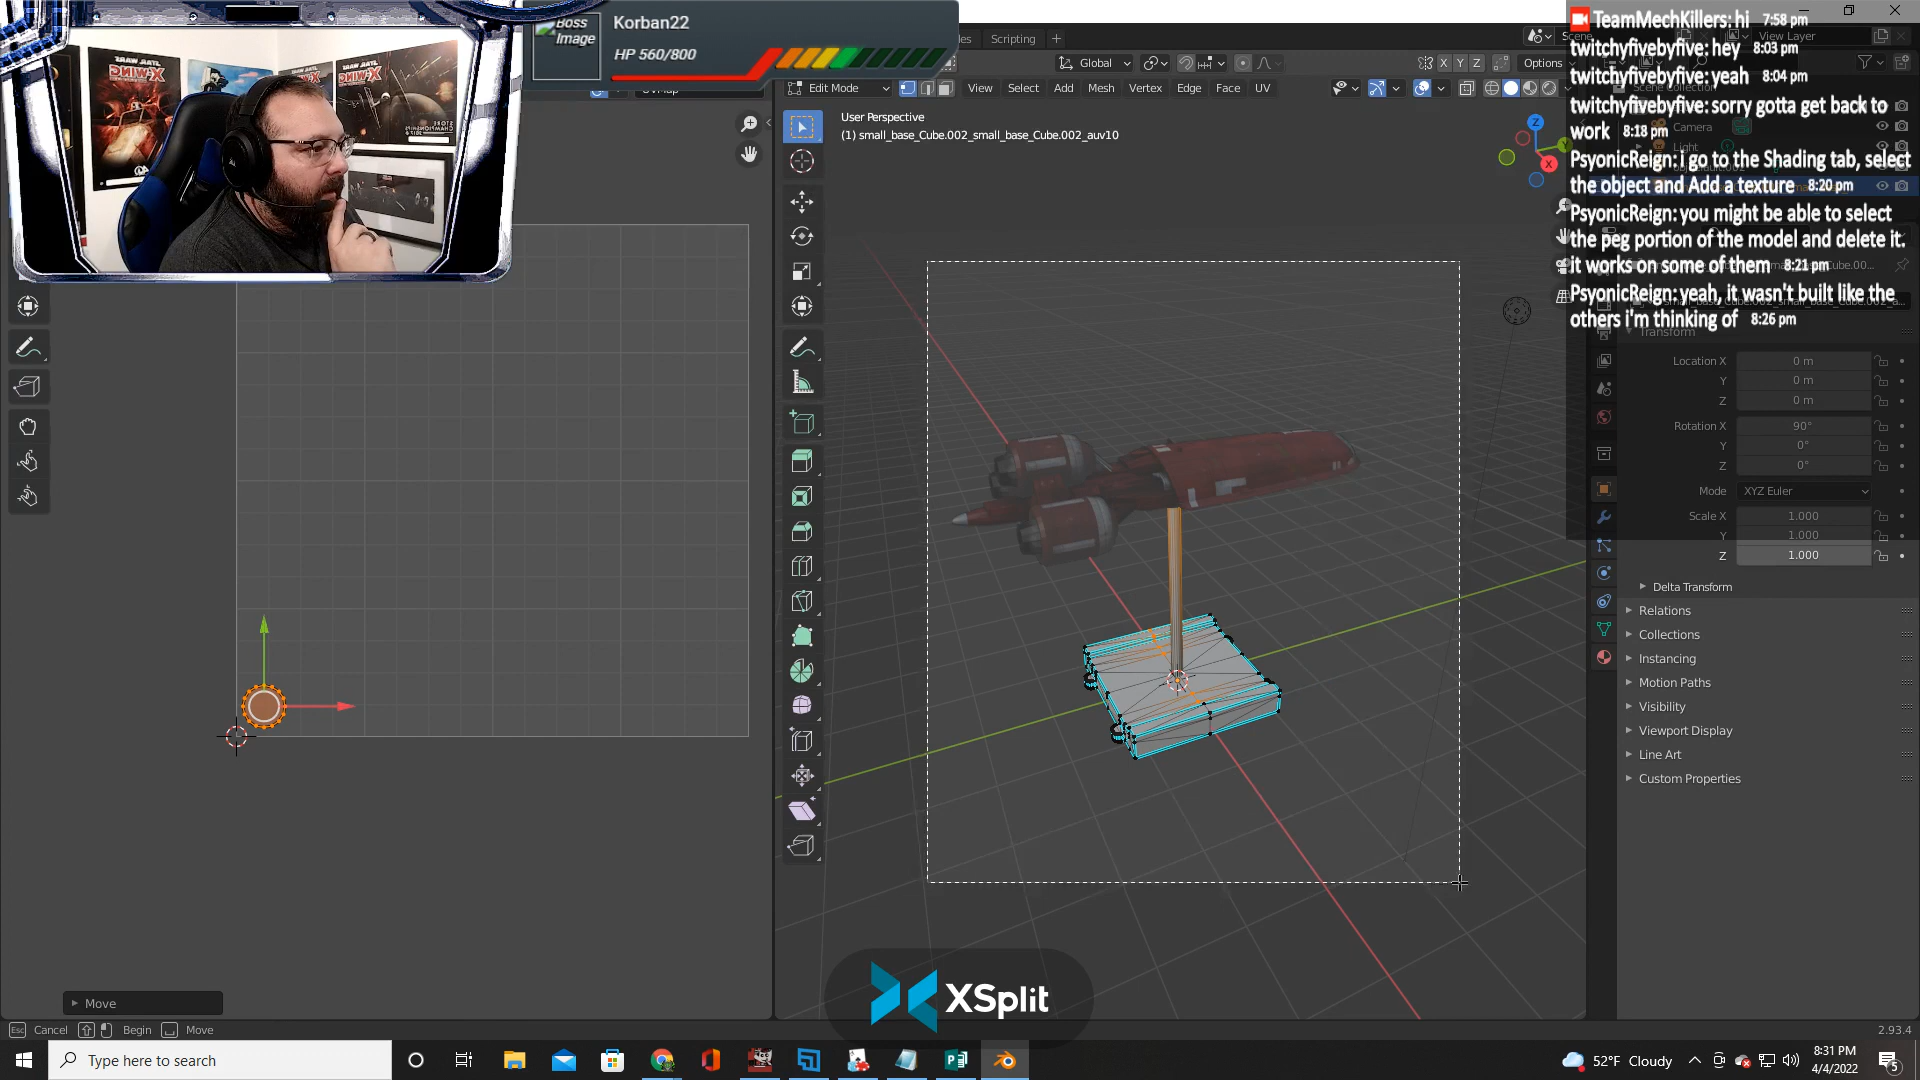 Boss
Image
Korban22
HP 560/800
Scripting
Scene
View Layer
TeamMechKillers: hi 7:58 pm
twitchyfivebyfive: hey 8:03 pm
twitchyfivebyfive: yeah 8:04 pm
twitchyfivebyfive: sorry gotta get back to
work 8:18 pm
PsyonicReign: i go to the Shading tab, select
the object and Add a texture 8:20 pm
PsyonicReign: you might be able to select
the peg portion of the model and delete it.
it works on some of them 8:21 pm
PsyonicReign: yeah, it wasn't built like the
others i'm thinking of 8:26 pm
Global
X Y Z
Options
Edit Mode
View
Select
Add
Mesh
Vertex
Edge
Face
UV
User Perspective
(1) small_base_Cube.002_small_base_Cube.002_auv10
Camera
Light
Z
Y
X
Transform
Location X 0 m
Y 0 m
Z 0 m
Rotation X 90°
Y 0°
Z 0°
Mode XYZ Euler
Scale X 1.000
Y 1.000
Z 1.000
Delta Transform
Relations
Collections
Instancing
Motion Paths
Visibility
Viewport Display
Line Art
Custom Properties
Move
XSplit
Esc Cancel
Begin
Move
2.93.4
Type here to search
52°F Cloudy
8:31 PM
4/4/2022
5